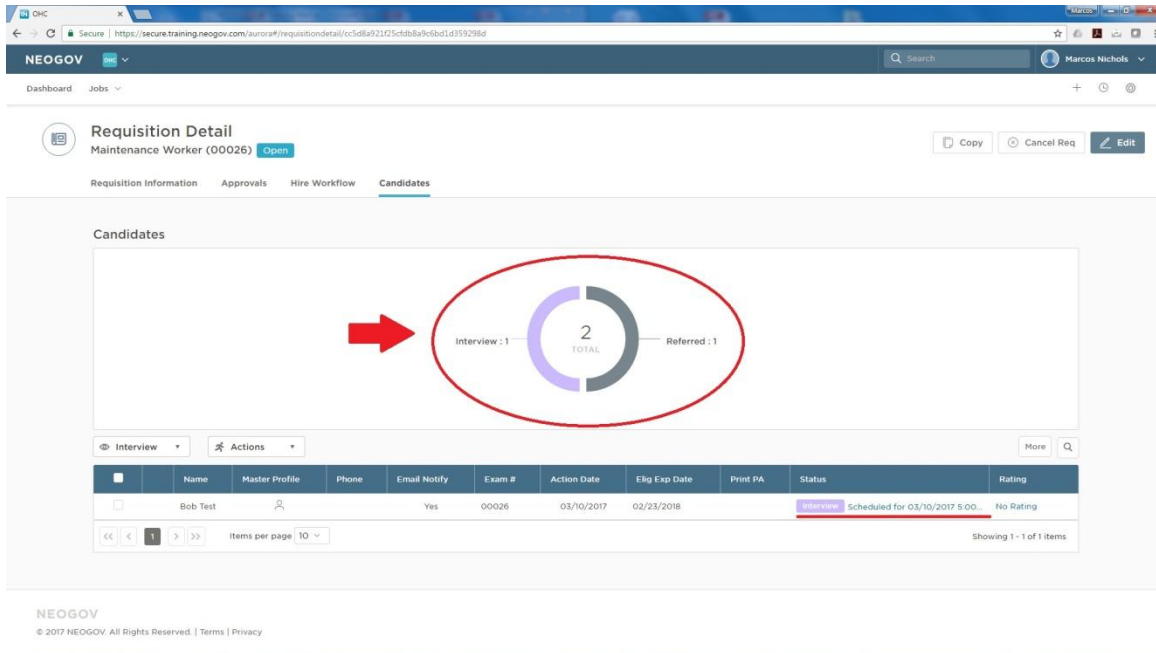 OHC
Marcos
Secure | https://secure.training.neogov.com/aurora#/requisitiondetail/cc5d8a921f25cfdb8a9c6bd1d359298d
NEOGOV OHC Search Marcos Nichols
Dashboard Jobs
Requisition Detail
Maintenance Worker (00026) Open
Copy Cancel Req Edit
Requisition Information Approvals Hire Workflow Candidates
Candidates
Interview : 1 2 Referred : 1
TOTAL
Interview Actions More
Name Master Profile Phone Email Notify Exam # Action Date Elig Exp Date Print PA Status Rating
Bob Test Yes 00026 03/10/2017 02/23/2018 Interview Scheduled for 03/10/2017 5:00... No Rating
<< < 1 > >> Items per page 10 Showing 1 - 1 of 1 items
NEOGOV
© 2017 NEOGOV. All Rights Reserved. | Terms | Privacy